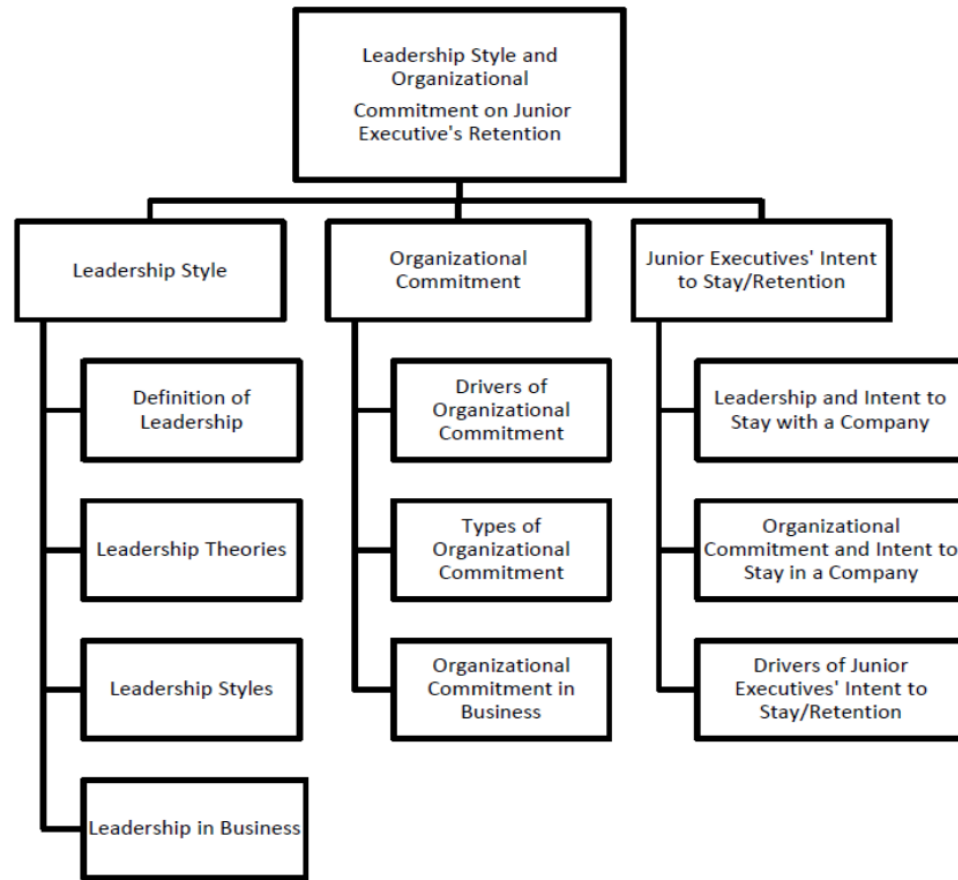 Leadership Style and
Organizational
Commitment on Junior
Executive's Retention
Leadership Style
Organizational
Commitment
Junior Executives' Intent
to Stay/Retention
Definition of
Leadership
Leadership Theories
Leadership Styles
Leadership in Business
Drivers of
Organizational
Commitment
Types of
Organizational
Commitment
Organizational
Commitment in
Business
Leadership and Intent to
Stay with a Company
Organizational
Commitment and Intent to
Stay in a Company
Drivers of Junior
Executives' Intent to
Stay/Retention